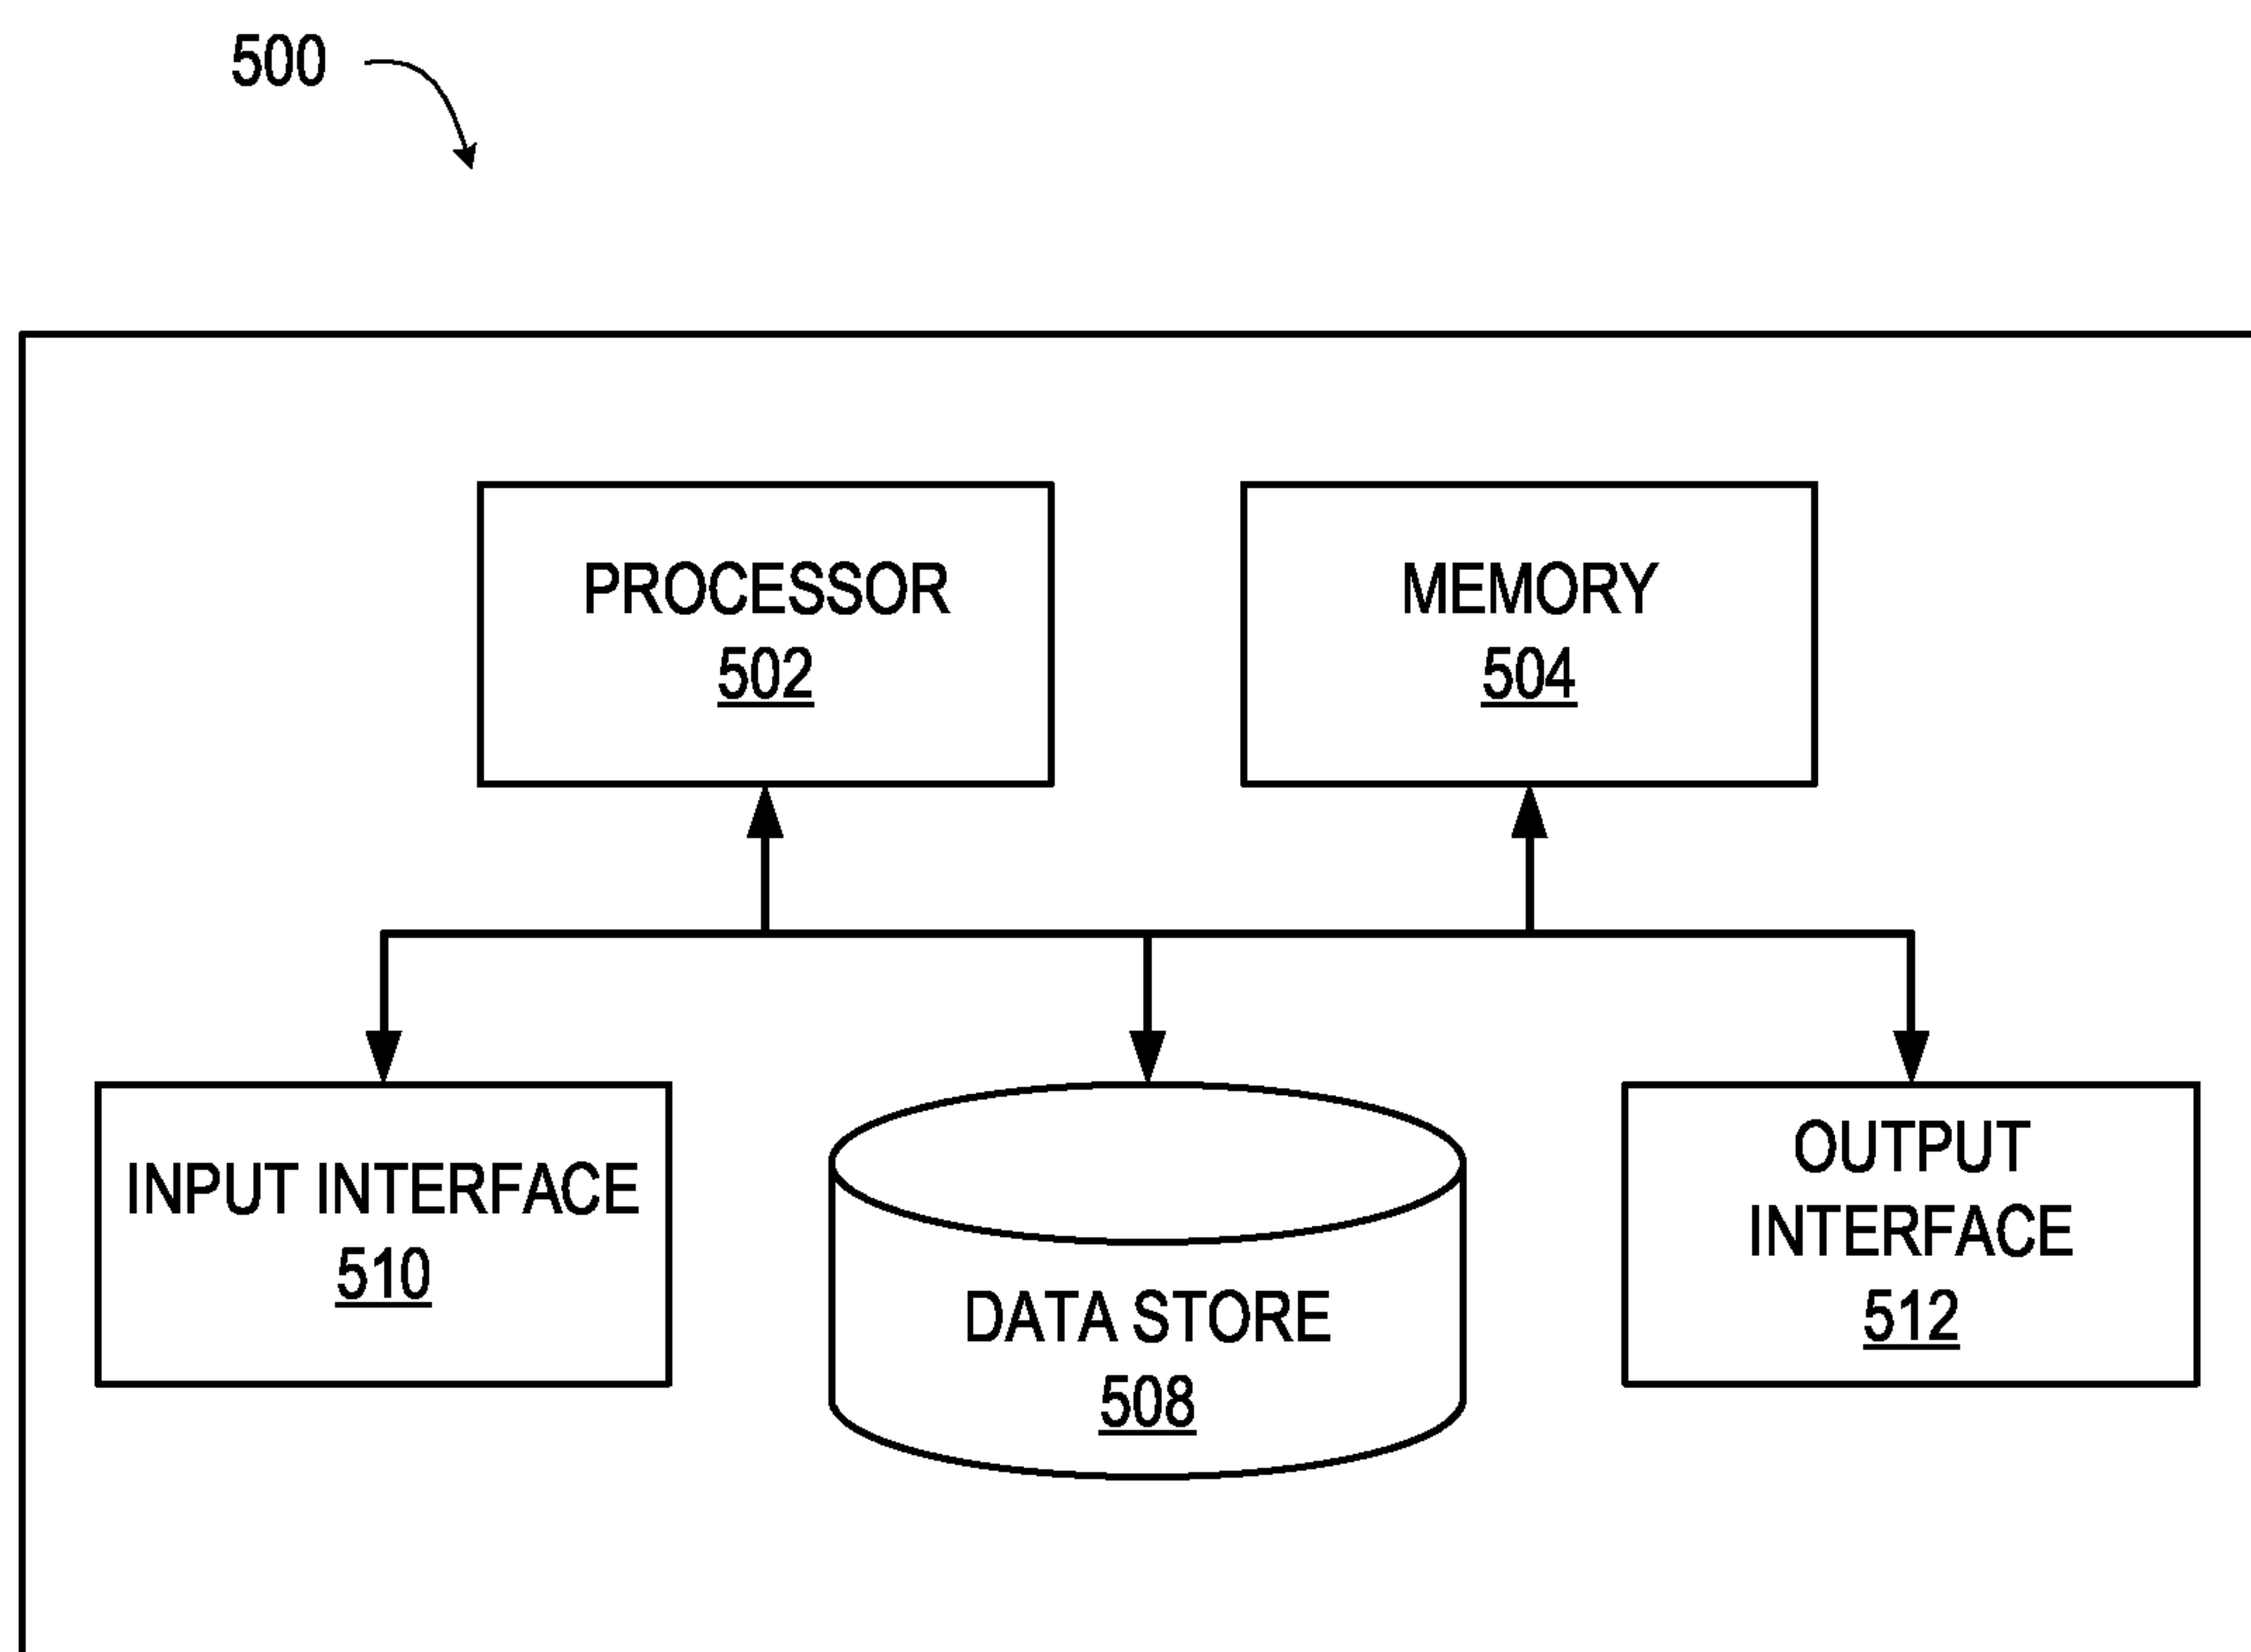 500
PROCESSOR
502
MEMORY
504
INPUT INTERFACE
510
DATA STORE
508
OUTPUT
INTERFACE
512